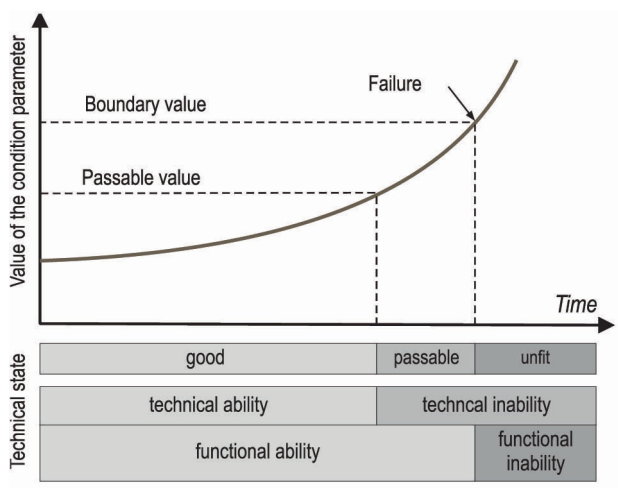 Value of the condition parameter
Failure
Boundary value
Passable value
Time
Technical state
good
passable
unfit
technical ability
techncal inability
functional ability
functional
inability